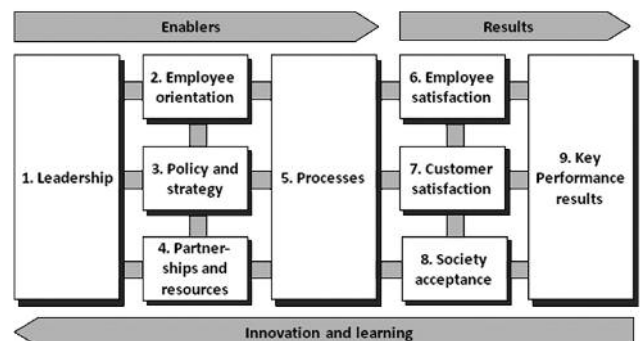 Enablers
Results
1. Leadership
2. Employee
orientation
3. Policy and
strategy
4. Partner-
ships and
resources
5. Processes
6. Employee
satisfaction
7. Customer
satisfaction
8. Society
acceptance
9. Key
Performance
results
Innovation and learning